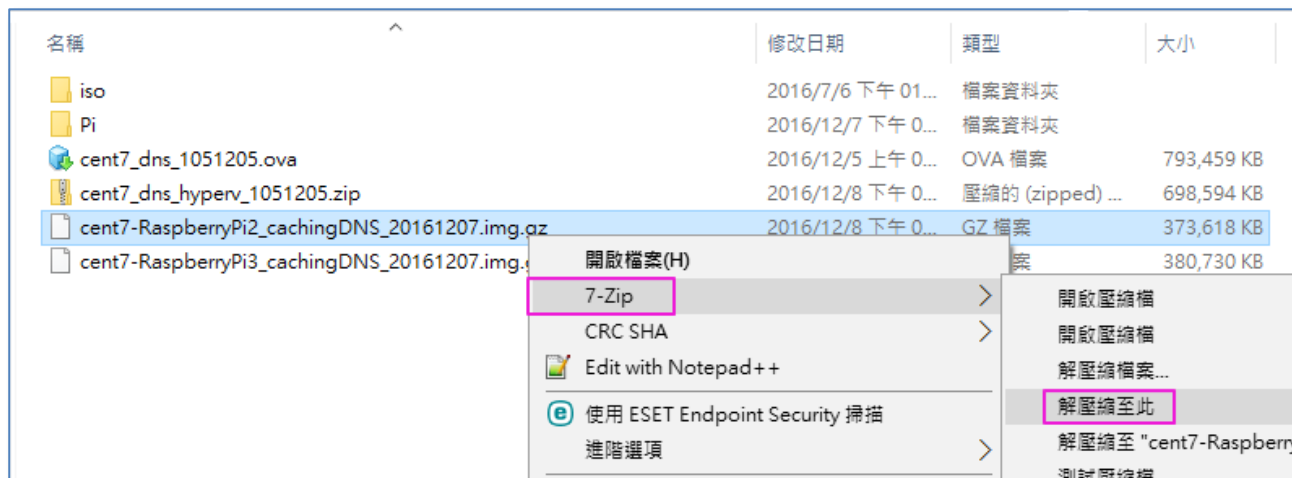 名稱 修改日期 類型 大小
iso 2016/7/6 下午 01... 檔案資料夾
Pi 2016/12/7 下午 0... 檔案資料夾
cent7_dns_1051205.ova 2016/12/5 上午 0... OVA 檔案 793,459 KB
cent7_dns_hyperv_1051205.zip 2016/12/8 下午 0... 壓縮的 (zipped) ... 698,594 KB
cent7-RaspberryPi2_cachingDNS_20161207.img.gz 2016/12/8 下午 0... GZ 檔案 373,618 KB
cent7-RaspberryPi3_cachingDNS_20161207.img. 案 380,730 KB
開啟檔案(H)
7-Zip
CRC SHA
Edit with Notepad++
使用 ESET Endpoint Security 掃描
進階選項
開啟壓縮檔
開啟壓縮檔
解壓縮檔案...
解壓縮至此
解壓縮至 "cent7-Raspberry
測試壓縮檔